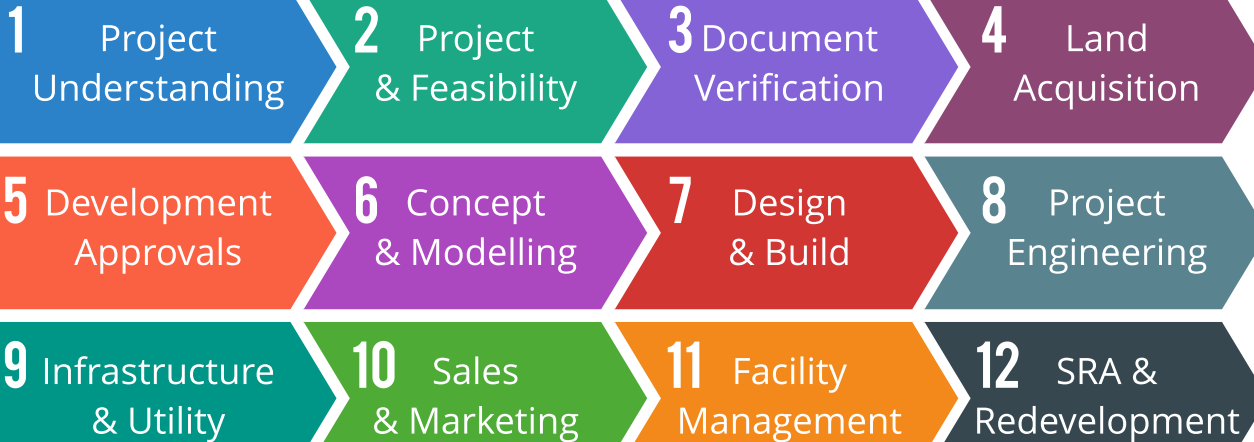 1 Project
Understanding
2 Project
& Feasibility
3 Document
Verification
4 Land
Acquisition
5 Development
Approvals
6 Concept
& Modelling
7 Design
& Build
8 Project
Engineering
9 Infrastructure
& Utility
10 Sales
& Marketing
11 Facility
Management
12 SRA &
Redevelopment